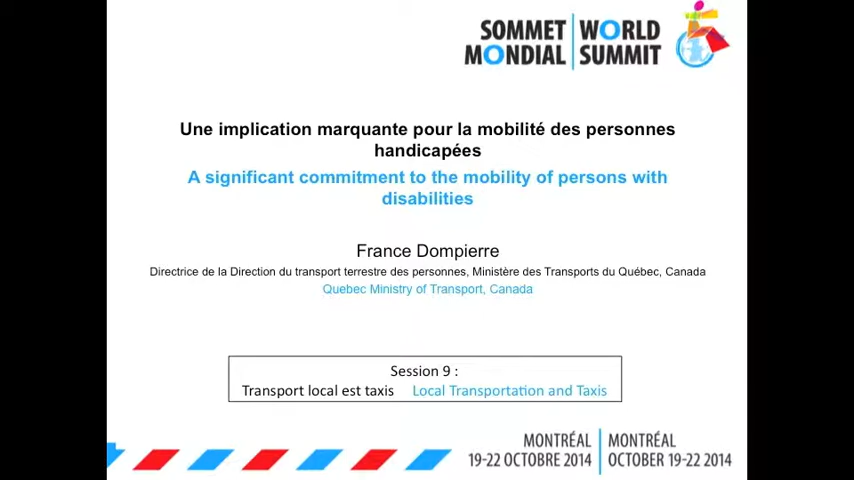 SOMMET MONDIAL
WORLD SUMMIT
Une implication marquante pour la mobilité des personnes
handicapées
A significant commitment to the mobility of persons with
disabilities
France Dompierre
Directrice de la Direction du transport terrestre des personnes, Ministère des Transports du Québec, Canada
Quebec Ministry of Transport, Canada
Session 9 :
Transport local est taxis Local Transportation and Taxis
MONTRÉAL
19-22 OCTOBRE 2014
MONTRÉAL
OCTOBER 19-22 2014